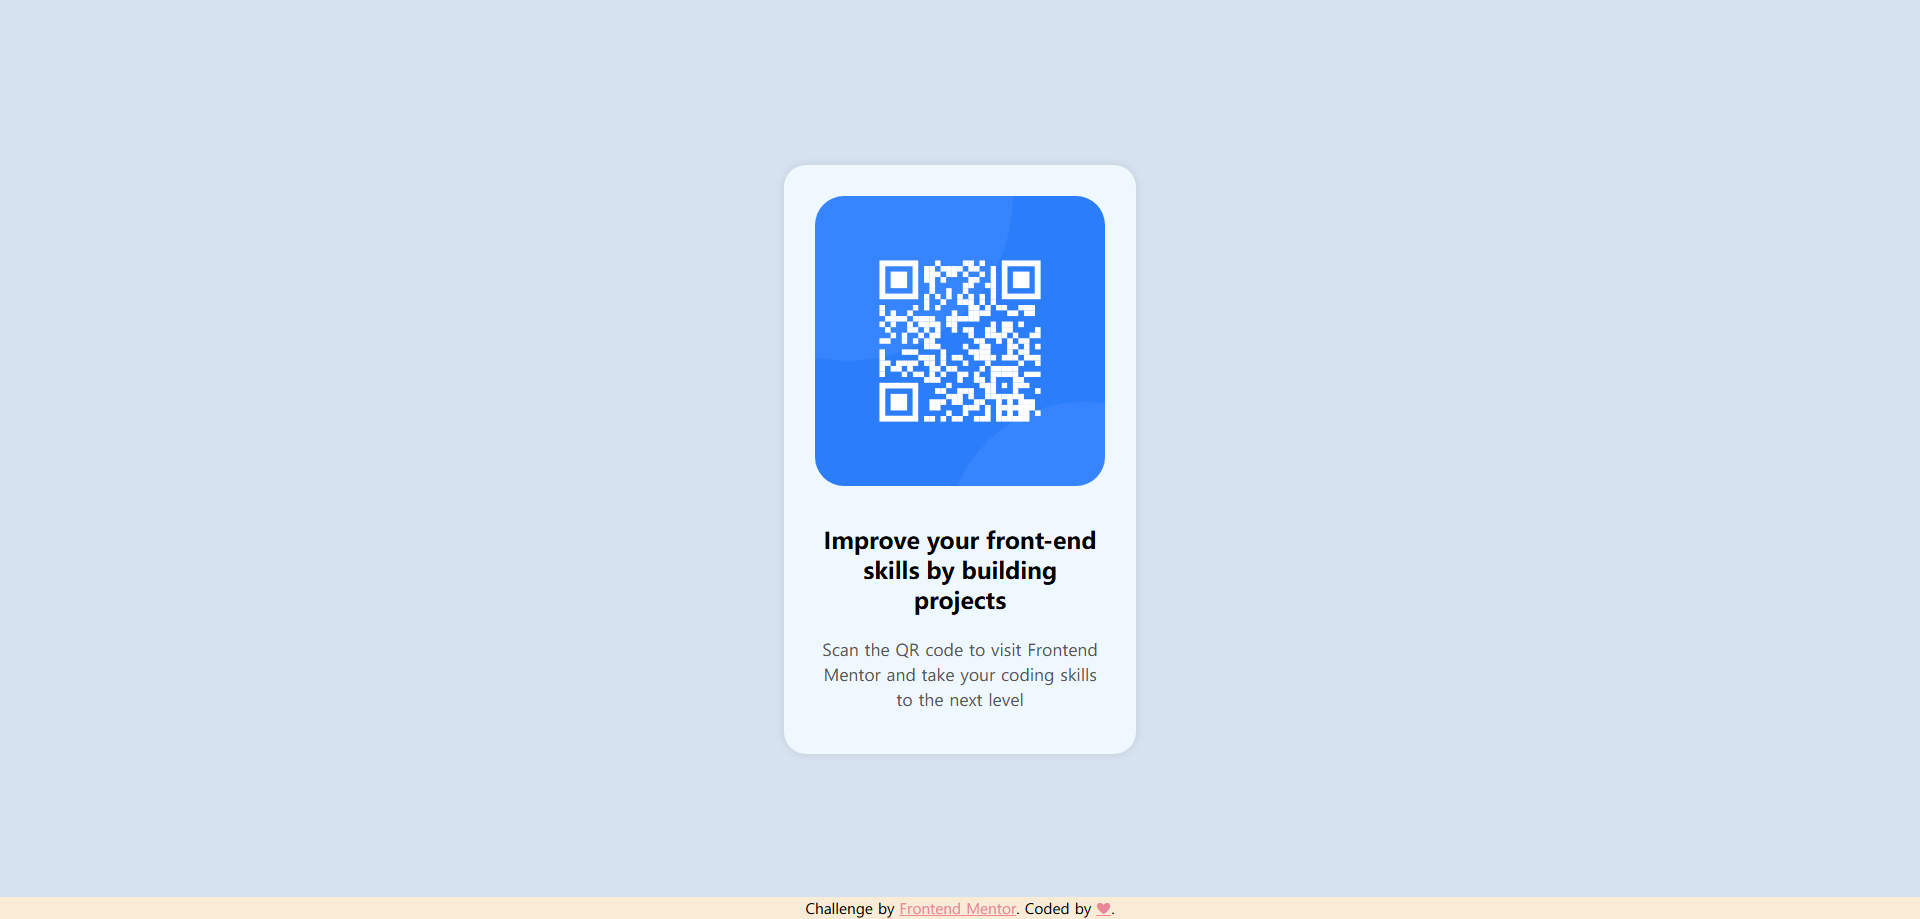 Improve your front-end
skills by building
projects
Scan the QR code to visit Frontend
Mentor and take your coding skills
to the next level
Challenge by Frontend Mentor. Coded by ♥.